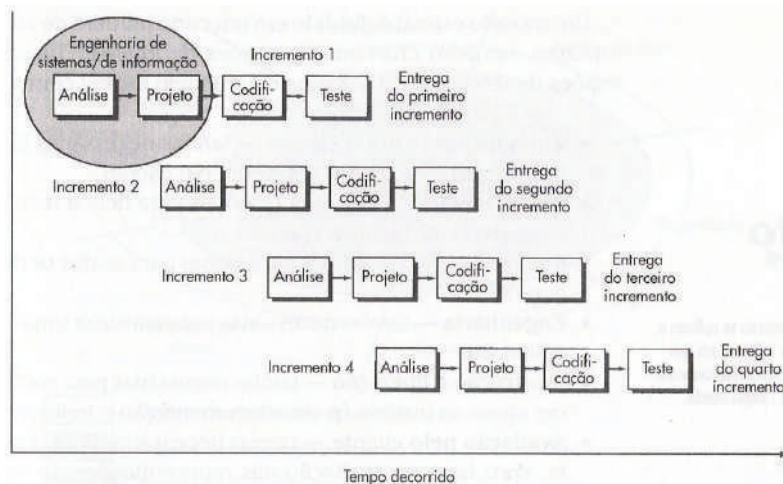 Engenharia de
sistemas/de informação
Incremento 1
Análise
Projeto
Codifi-
cação
Teste
Entrega
do primeiro
incremento
Incremento 2
Análise
Projeto
Codifi-
cação
Teste
Entrega
do segundo
incremento
Incremento 3
Análise
Projeto
Codifi-
cação
Teste
Entrega
do terceiro
incremento
Incremento 4
Análise
Projeto
Codifi-
cação
Teste
Entrega
do quarto
incremento
Tempo decorrido